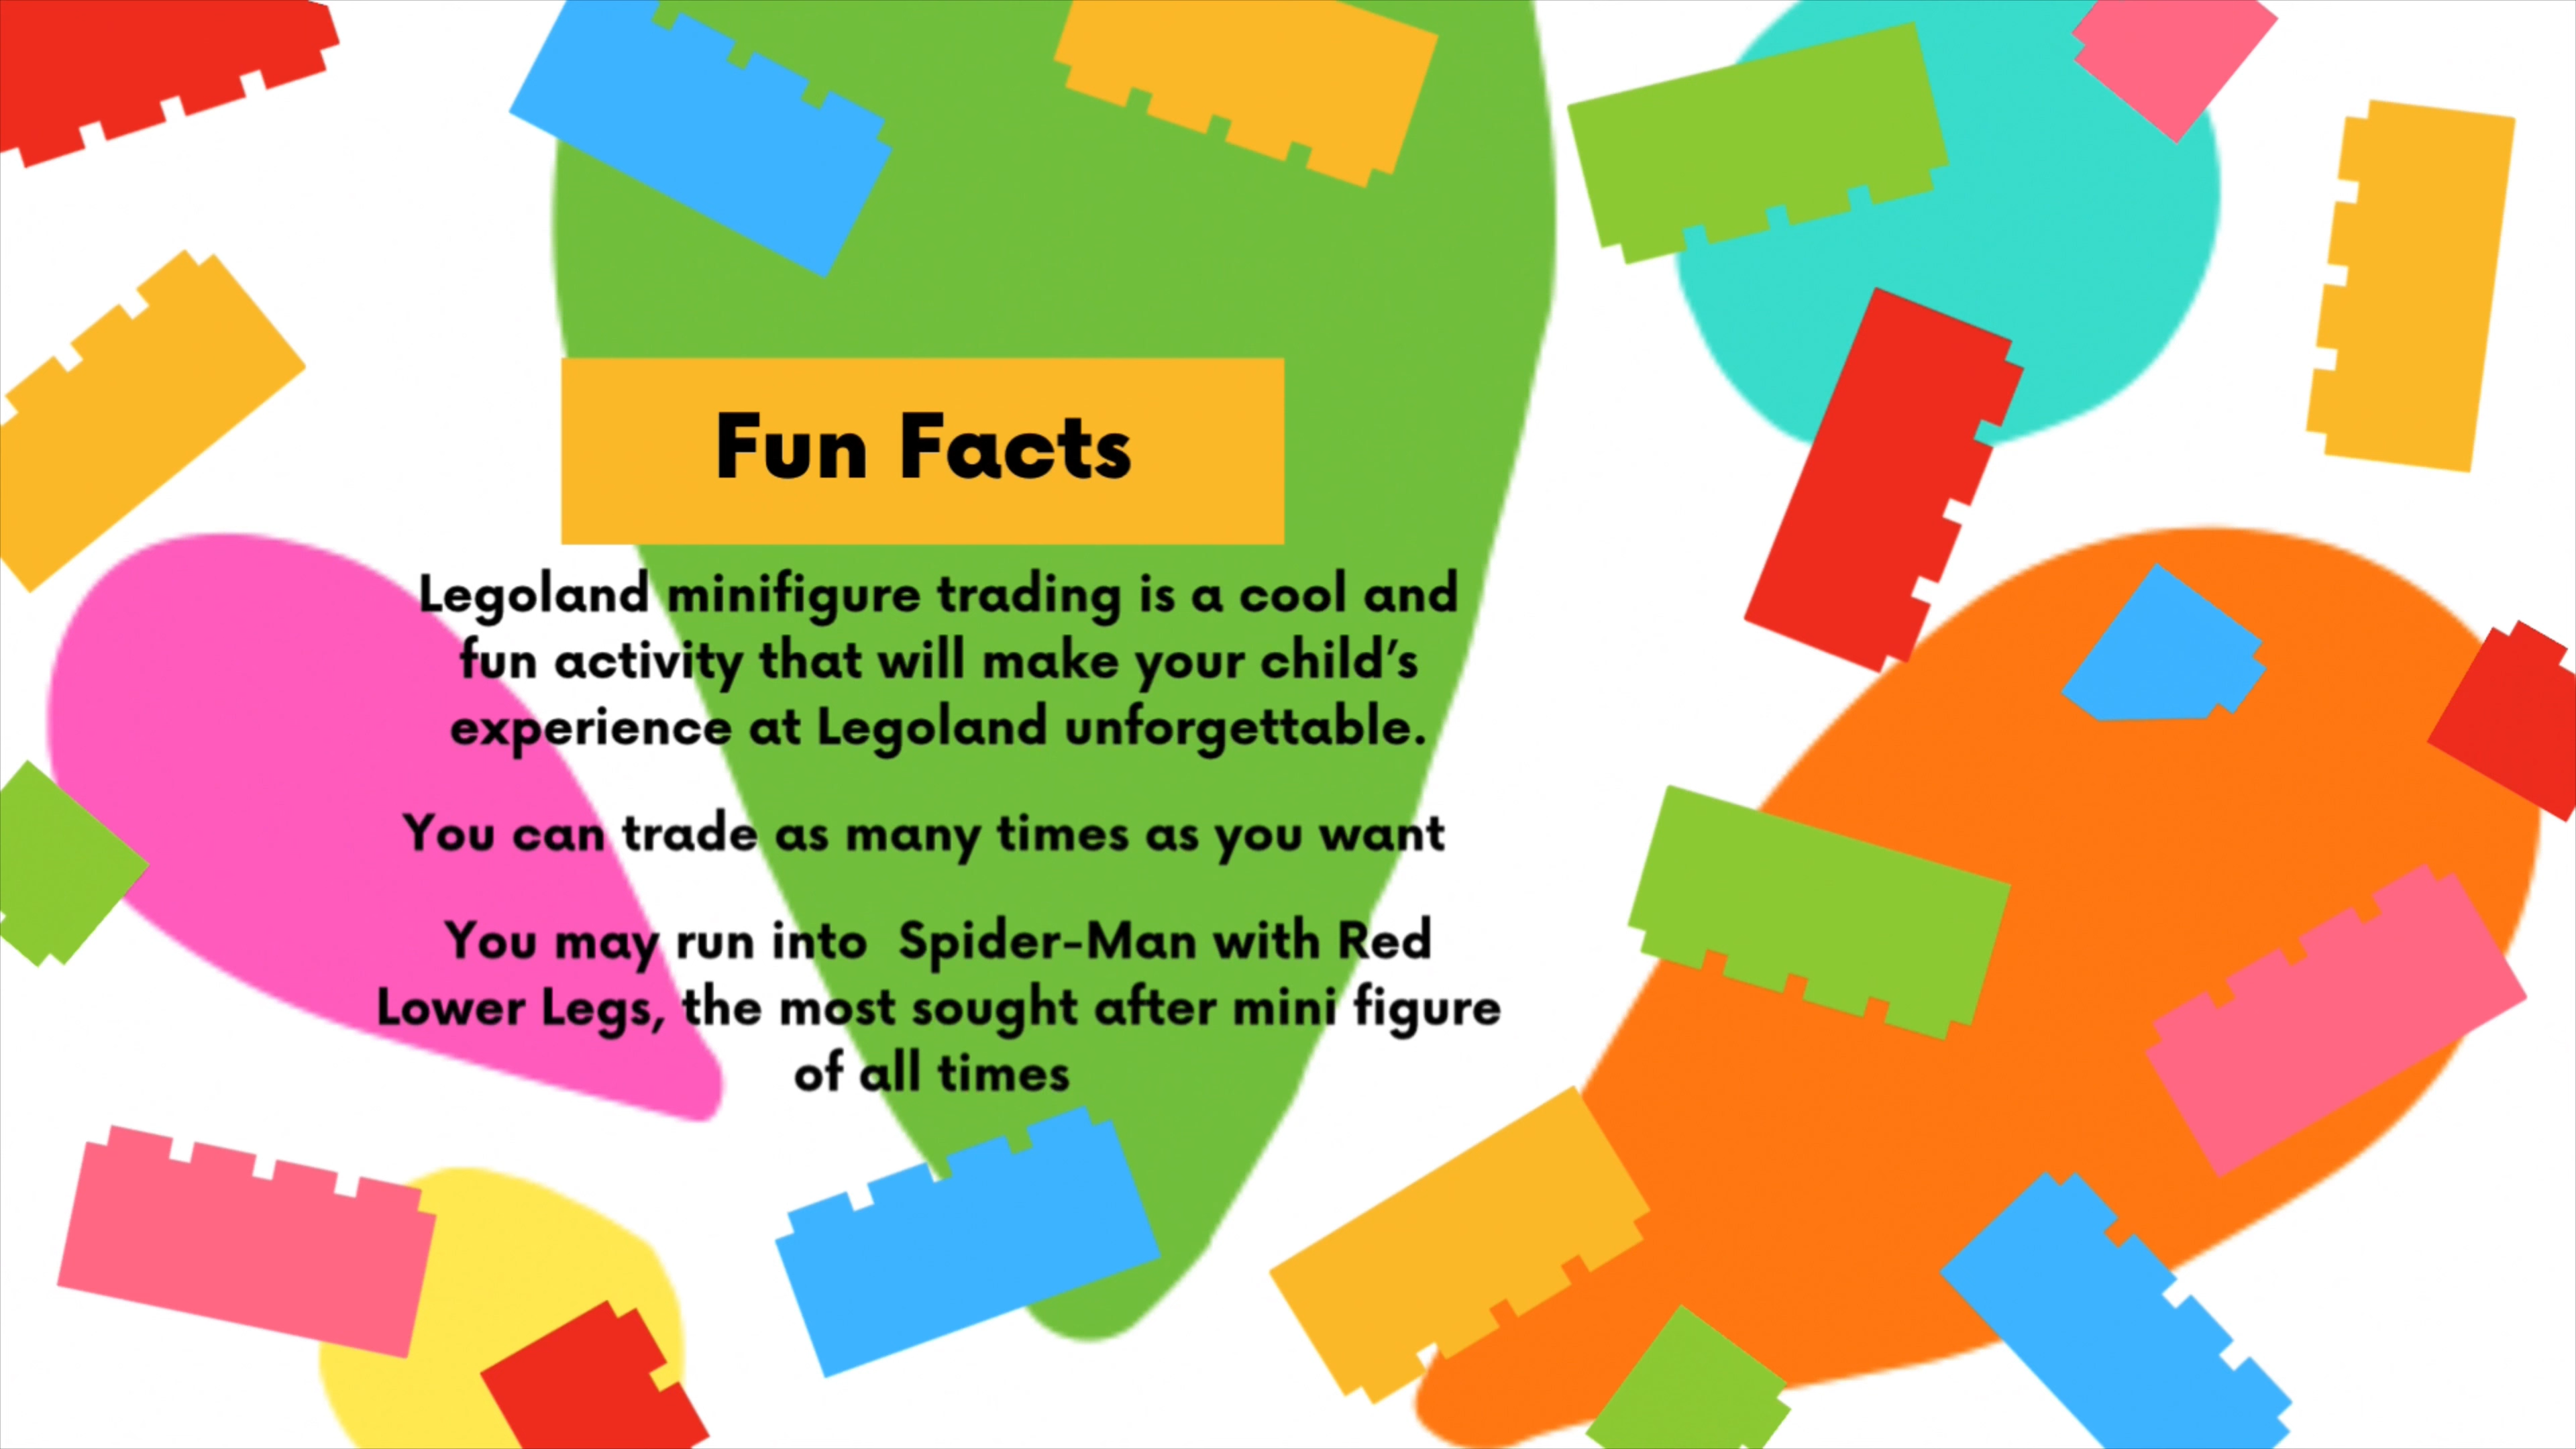 Fun Facts
Legoland minifigure trading is a cool and
fun activity that will make your child’s
experience at Legoland unforgettable.
You can trade as many times as you want
You may run into  Spider-Man with Red
Lower Legs, the most sought after mini figure
of all times